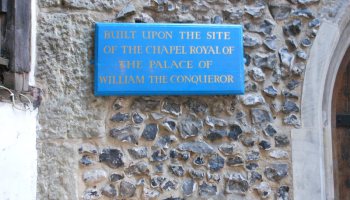 BUILT UPON THE SITE
OF THE CHAPEL ROYAL OF
THE PALACE OF
WILLIAM THE CONQUEROR